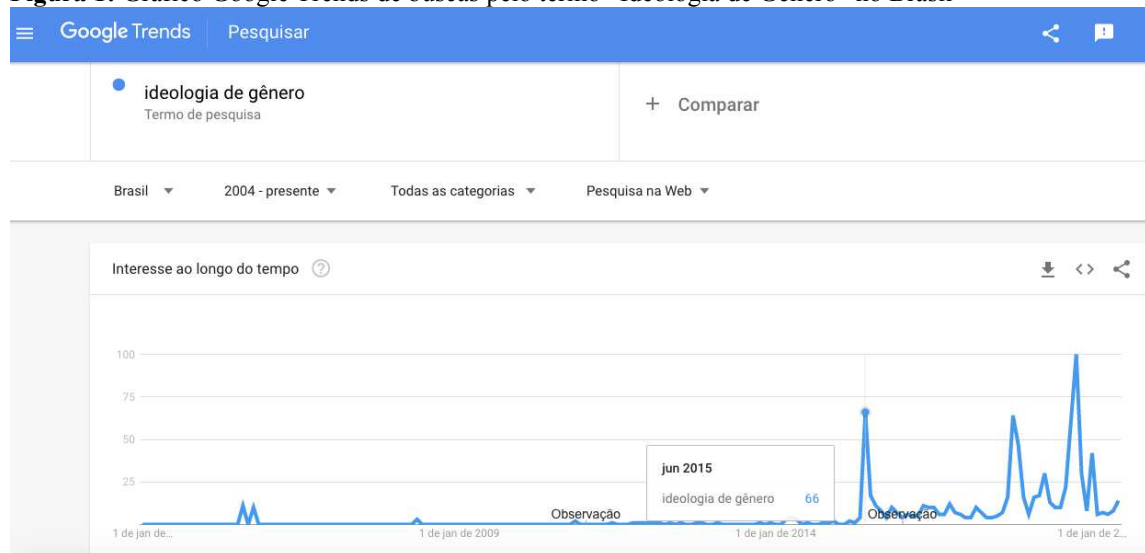 Figura 1: Gráfico Google Trends de buscas pelo termo "Ideologia de Gênero" no Brasil
Google Trends Pesquisar
ideologia de gênero
Termo de pesquisa
+ Comparar
Brasil 2004 - presente Todas as categorias Pesquisa na Web
Interesse ao longo do tempo
100
75
50
25
jun 2015
ideologia de gênero 66
Observação
Observação
1 de jan de...
1 de jan de 2009
1 de jan de 2014
1 de jan de 2...